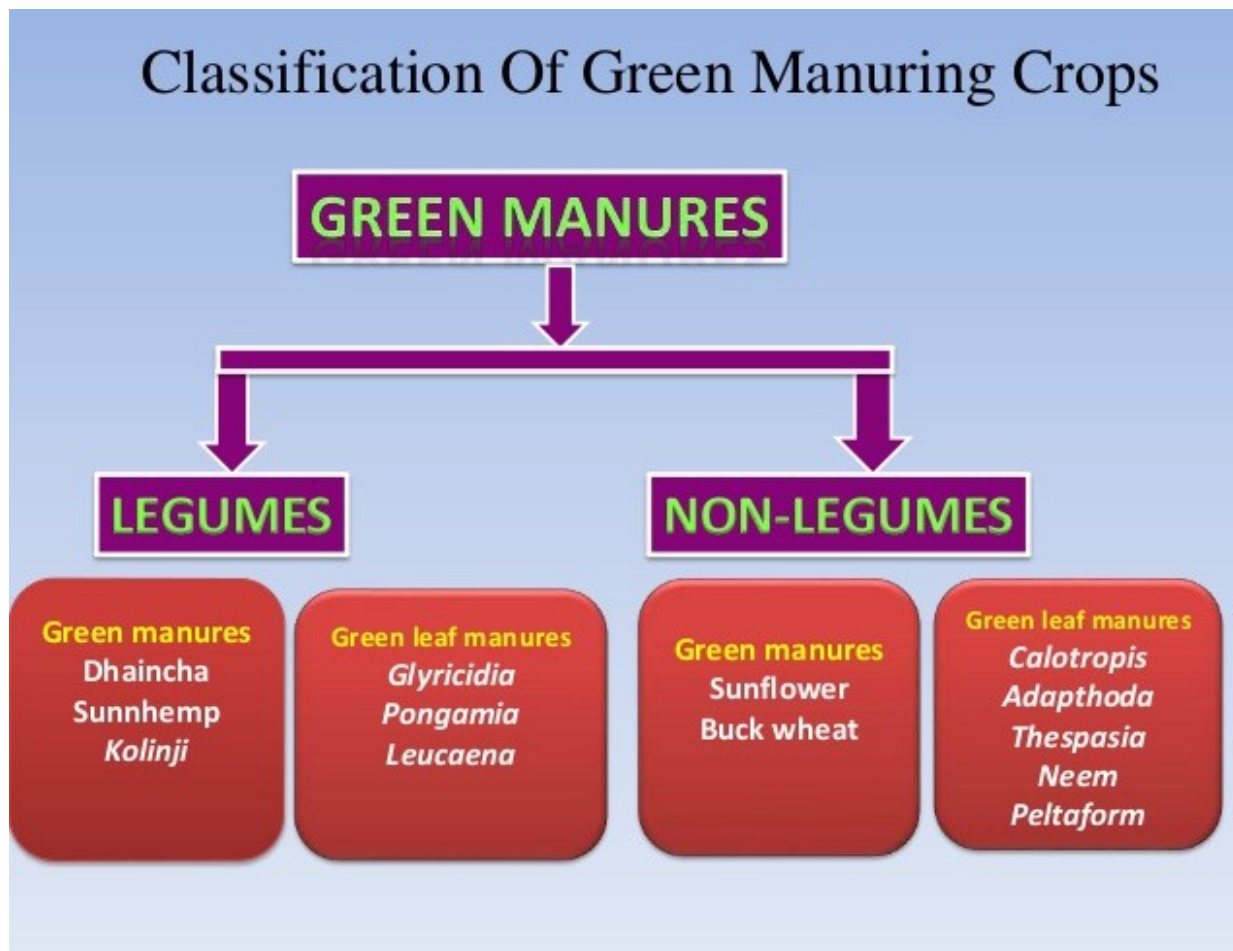 Classification Of Green Manuring Crops
GREEN MANURES
LEGUMES
NON-LEGUMES
Green manures
Dhaincha
Sunnhemp
Kolinji
Green leaf manures
Glyricidia
Pongamia
Leucaena
Green manures
Sunflower
Buck wheat
Green leaf manures
Calotropis
Adapthoda
Thespasia
Neem
Peltaform